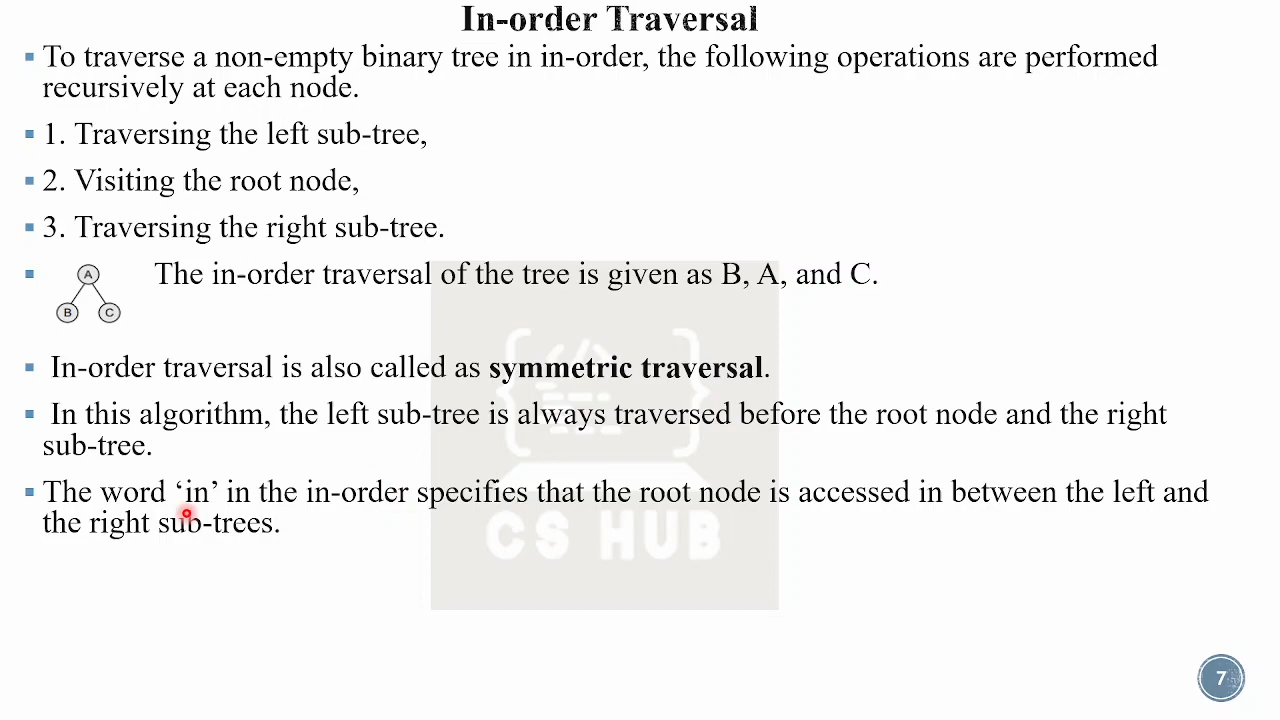 In-order Traversal
To traverse a non-empty binary tree in in-order, the following operations are performed
recursively at each node.
1. Traversing the left sub-tree,
2. Visiting the root node,
3. Traversing the right sub-tree.
The in-order traversal of the tree is given as B, A, and C.
A
B C
In-order traversal is also called as symmetric traversal.
In this algorithm, the left sub-tree is always traversed before the root node and the right
sub-tree.
The word ‘in’ in the in-order specifies that the root node is accessed in between the left and
the right sub-trees.
CS HUB
7